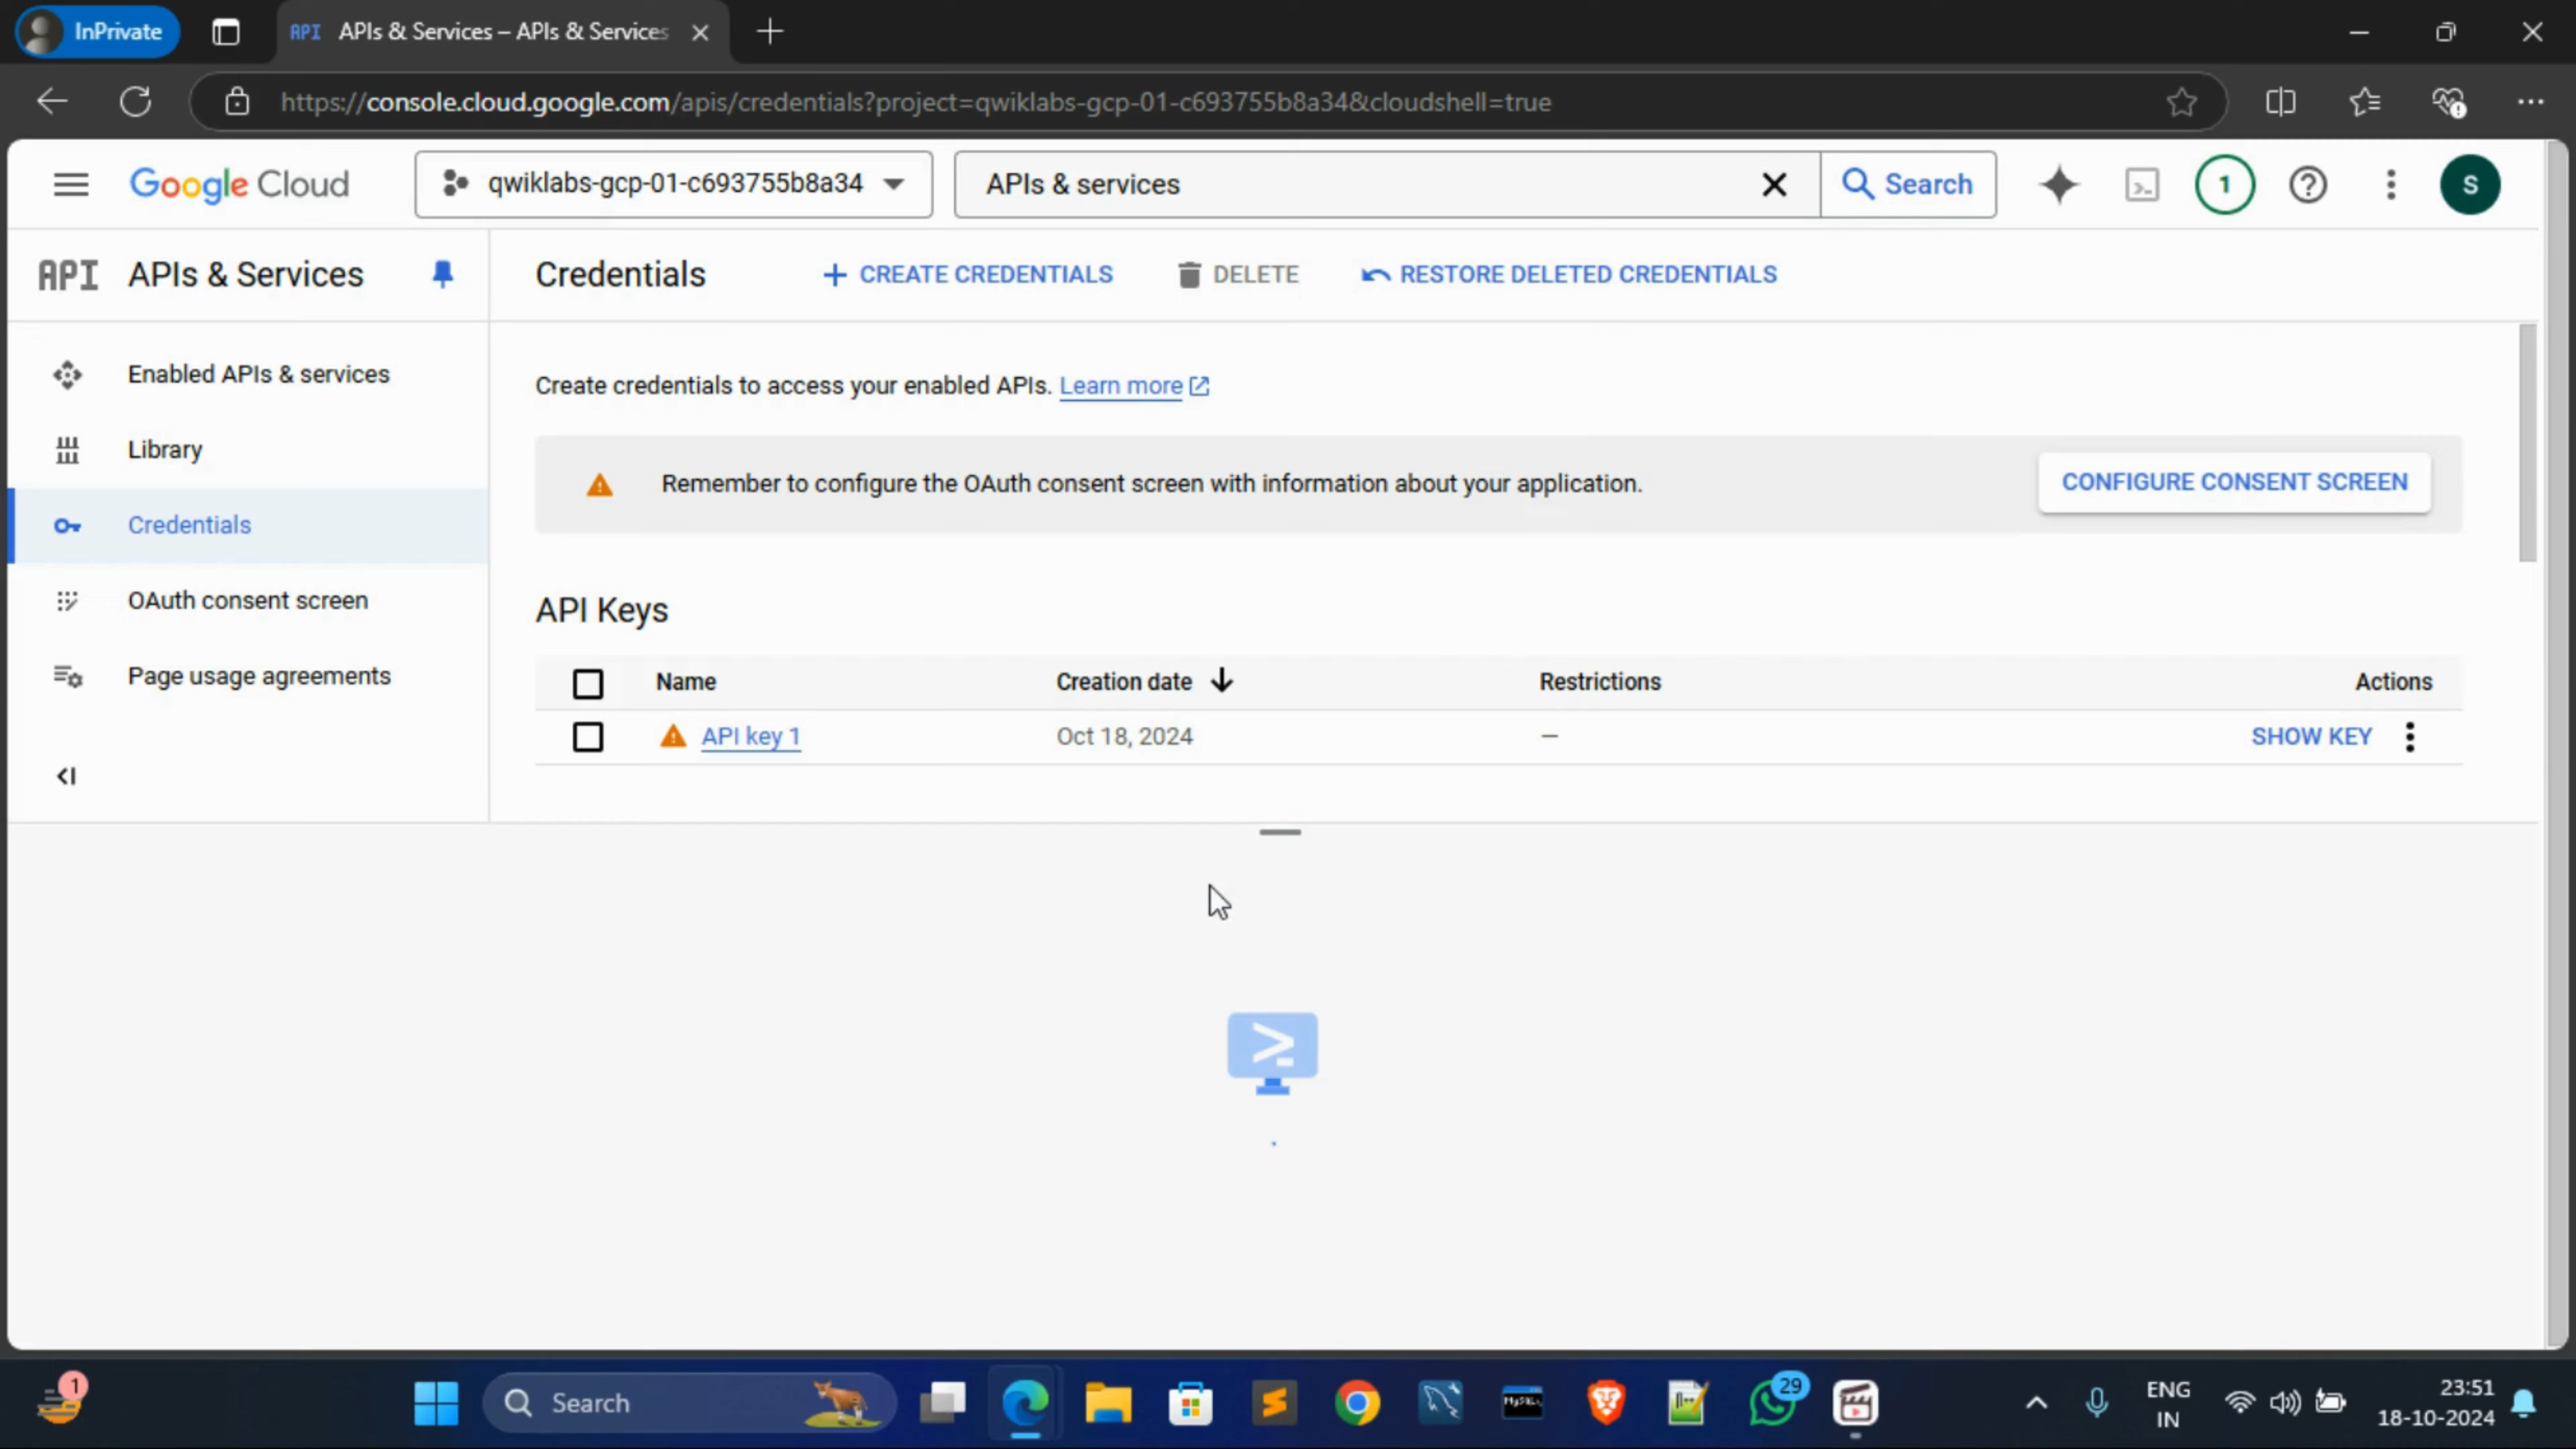 InPrivate
API APIs & Services – APIs & Services
https://console.cloud.google.com/apis/credentials?project=qwiklabs-gcp-01-c693755b8a34&cloudshell=true
Google Cloud
qwiklabs-gcp-01-c693755b8a34
APIs & services
Search
1
S
API APIs & Services
Credentials
CREATE CREDENTIALS
DELETE
RESTORE DELETED CREDENTIALS
Enabled APIs & services
Library
Credentials
OAuth consent screen
Page usage agreements
Create credentials to access your enabled APIs. Learn more
Remember to configure the OAuth consent screen with information about your application.
CONFIGURE CONSENT SCREEN
API Keys
Name Creation date Restrictions Actions
API key 1 Oct 18, 2024 – SHOW KEY
1
Search
MySQL
29
ENG
IN
23:51
18-10-2024